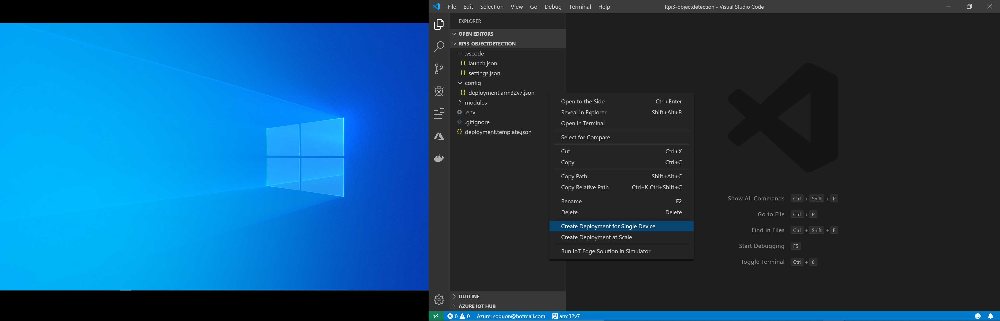 File Edit Selection View Go Debug Terminal Help Rpi3-objectdetection - Visual Studio Code
EXPLORER
OPEN EDITORS
RPI3-OBJECTDETECTION
.vscode
{} launch.json
{} settings.json
config
{} deployment.arm32v7.json
modules
.env
.gitignore
{} deployment.template.json
OUTLINE
AZURE IOT HUB
Open to the Side Ctrl+Enter
Reveal in Explorer Shift+Alt+R
Open in Terminal
Select for Compare
Cut Ctrl+X
Copy Ctrl+C
Copy Path Shift+Alt+C
Copy Relative Path Ctrl+K Ctrl+Shift+C
Rename F2
Delete Delete
Create Deployment for Single Device
Create Deployment at Scale
Run IoT Edge Solution in Simulator
Show All Commands Ctrl + Shift + P
Go to File Ctrl + P
Find in Files Ctrl + Shift + F
Start Debugging F5
Toggle Terminal Ctrl + ù
0 0 Azure: soduon@hotmail.com arm32v7